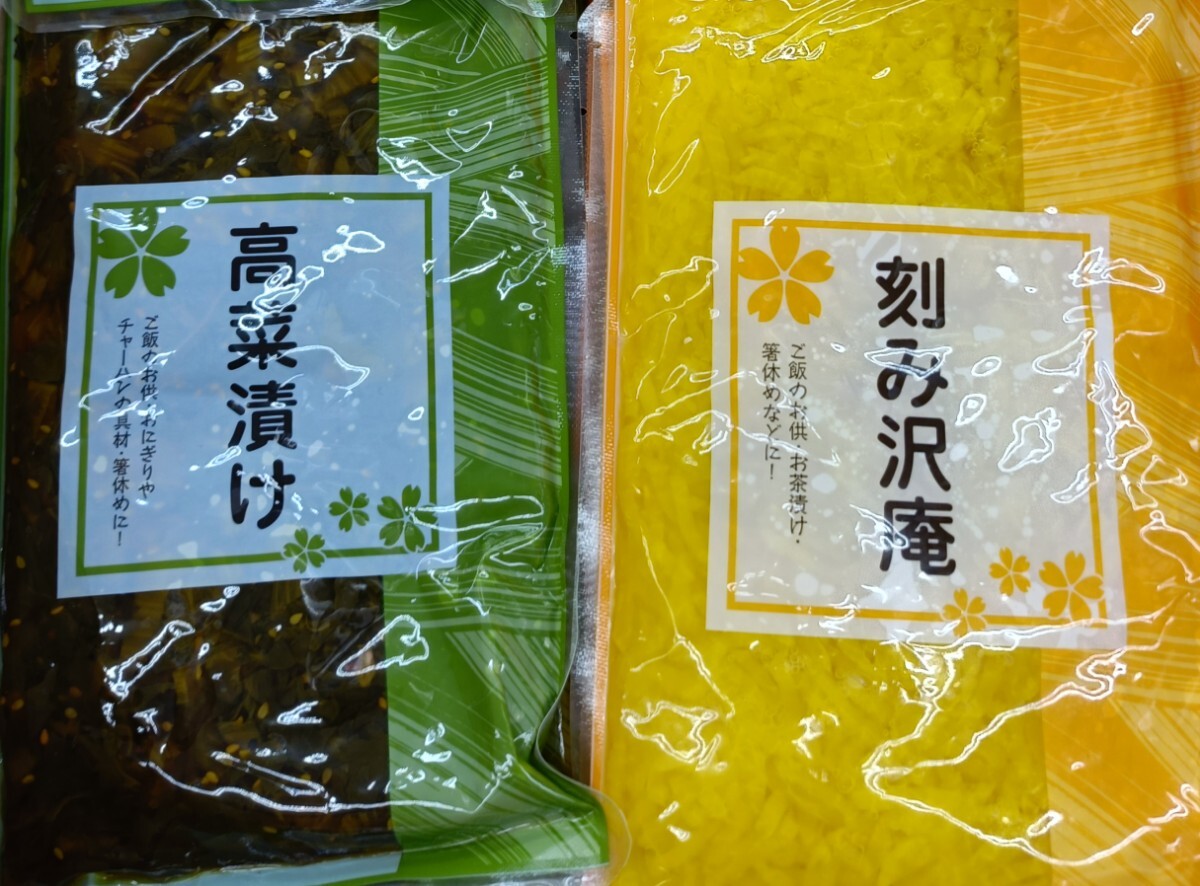 高菜漬け
ご飯のお供・おにぎりや
チャーハンの具材・箸休めに！
刻み沢庵
ご飯のお供・お茶漬け・
箸休めなどに！